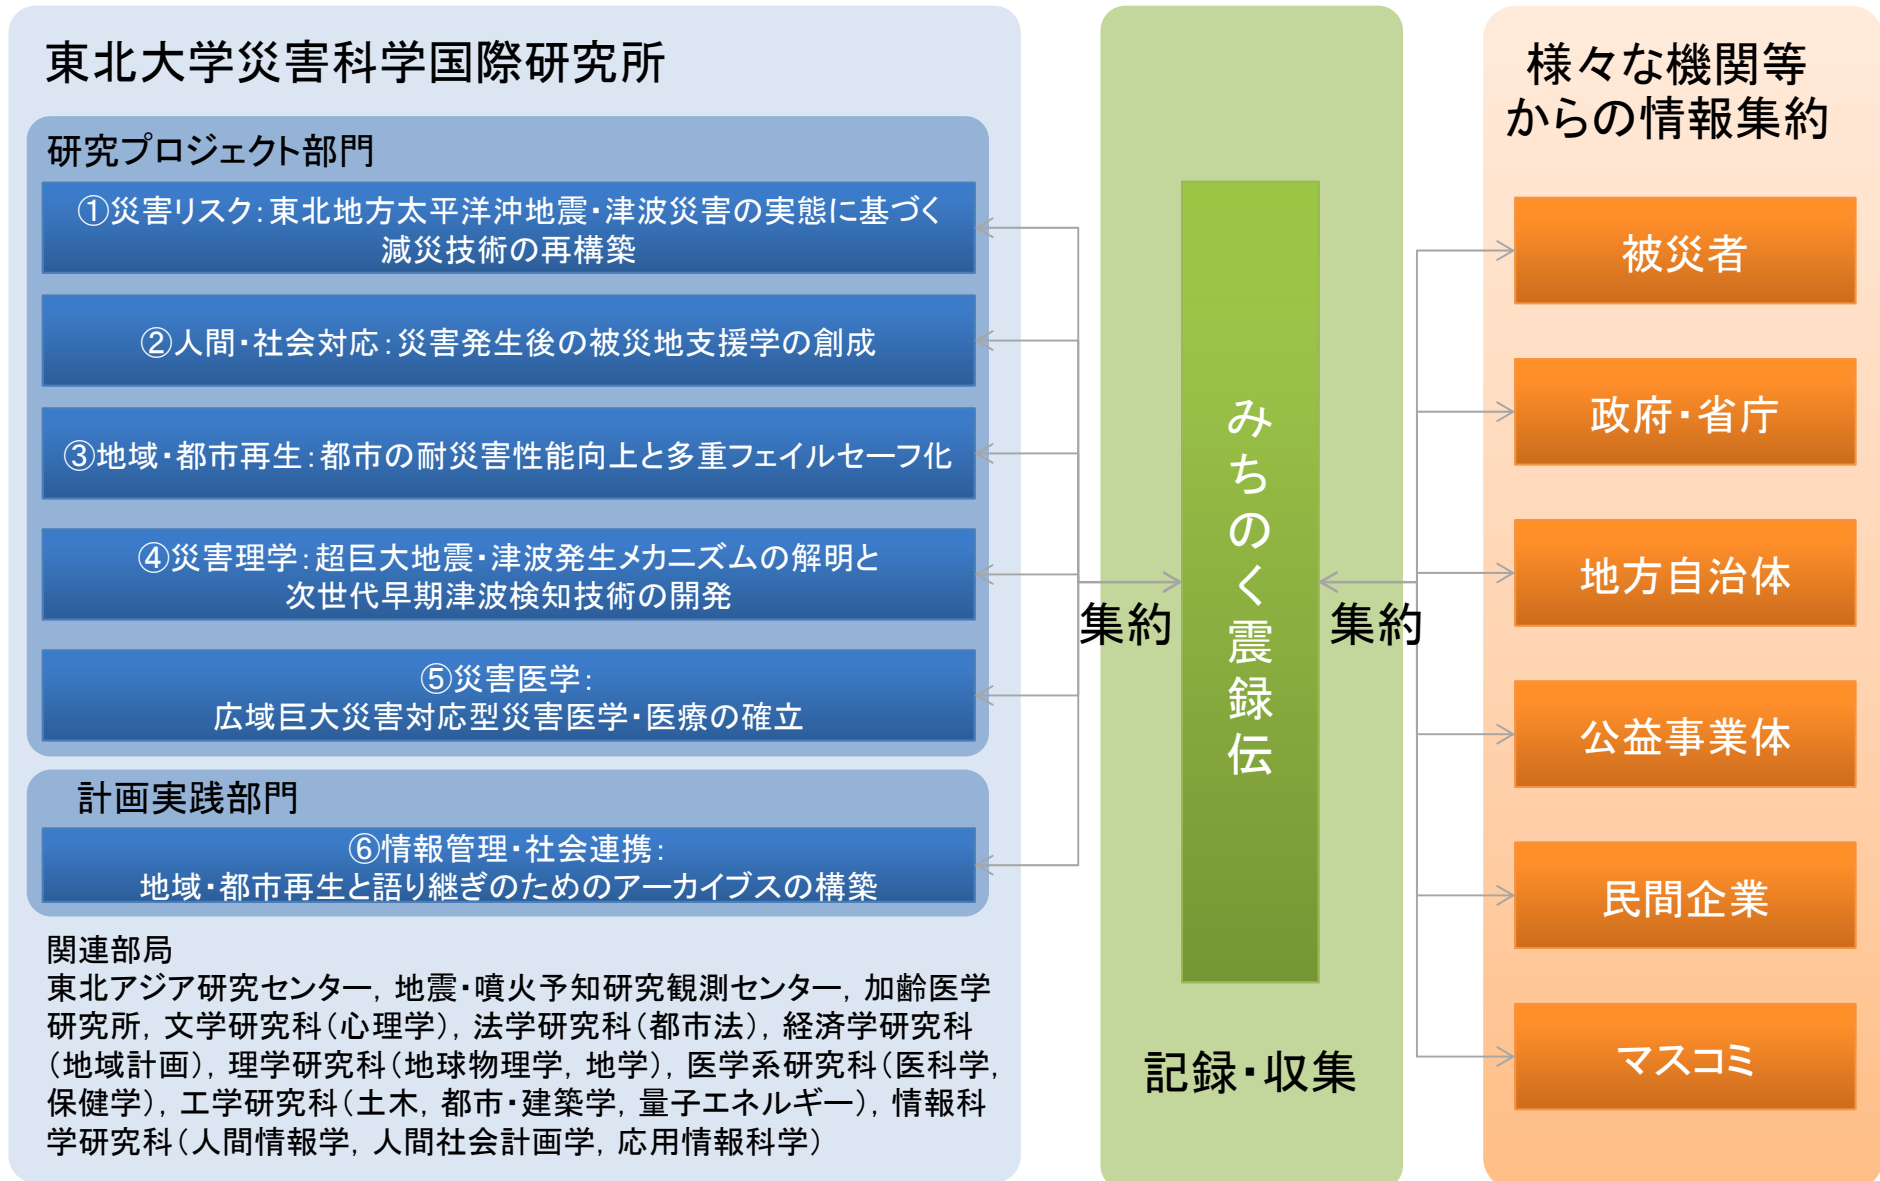 東北大学災害科学国際研究所
研究プロジェクト部門
①災害リスク：東北地方太平洋沖地震・津波災害の実態に基づく
減災技術の再構築
②人間・社会対応：災害発生後の被災地支援学の創成
③地域・都市再生：都市の耐災害性能向上と多重フェイルセーフ化
④災害理学：超巨大地震・津波発生メカニズムの解明と
次世代早期津波検知技術の開発
⑤災害医学：
広域巨大災害対応型災害医学・医療の確立
計画実践部門
⑥情報管理・社会連携：
地域・都市再生と語り継ぎのためのアーカイブスの構築
関連部局
東北アジア研究センター，地震・噴火予知研究観測センター，加齢医学
研究所，文学研究科（心理学），法学研究科（都市法），経済学研究科
（地域計画），理学研究科（地球物理学，地学），医学系研究科（医科学，
保健学），工学研究科（土木，都市・建築学，量子エネルギー），情報科
学研究科（人間情報学，人間社会計画学，応用情報科学）
集約
みちのく震録伝
集約
記録・収集
様々な機関等
からの情報集約
被災者
政府・省庁
地方自治体
公益事業体
民間企業
マスコミ